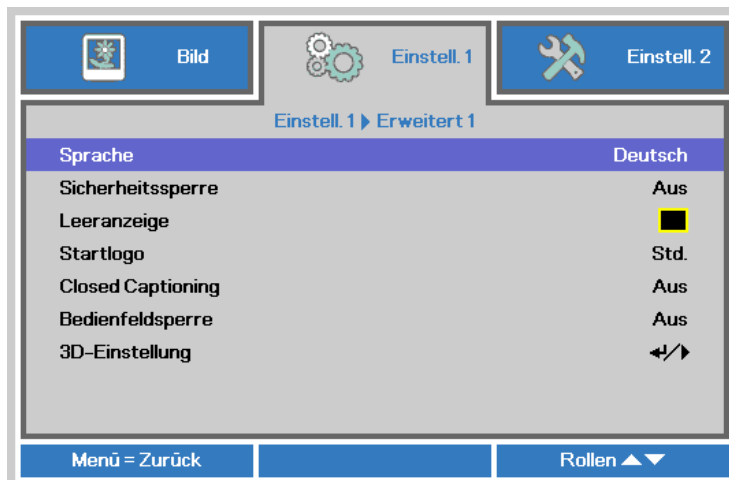 Bild
Einstell. 1
Einstell. 2
Einstell. 1 ▶ Erweitert 1
Sprache Deutsch
Sicherheitssperre Aus
Leeranzeige
Startlogo Std.
Closed Captioning Aus
Bedienfeldsperre Aus
3D-Einstellung ↵/▶
Menü = Zurück
Rollen ▲▼